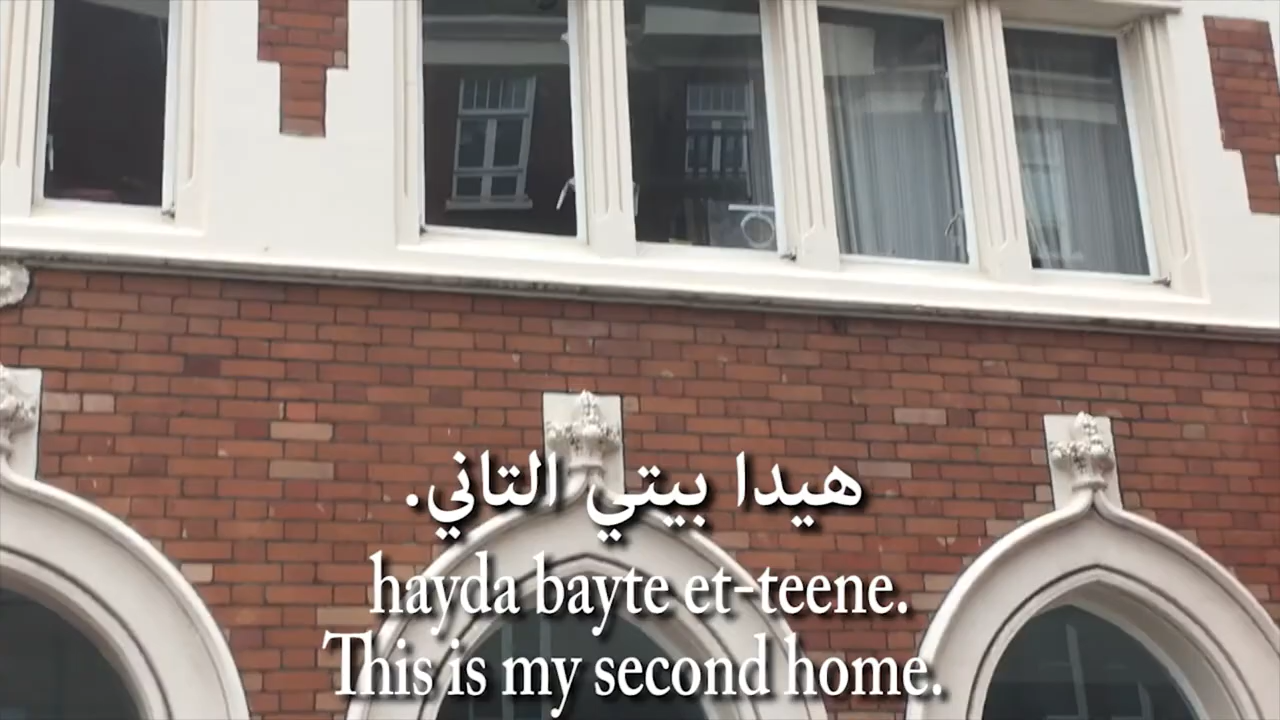 هيدا بيتي التاني.
hayda bayte et-teene.
This is my second home.